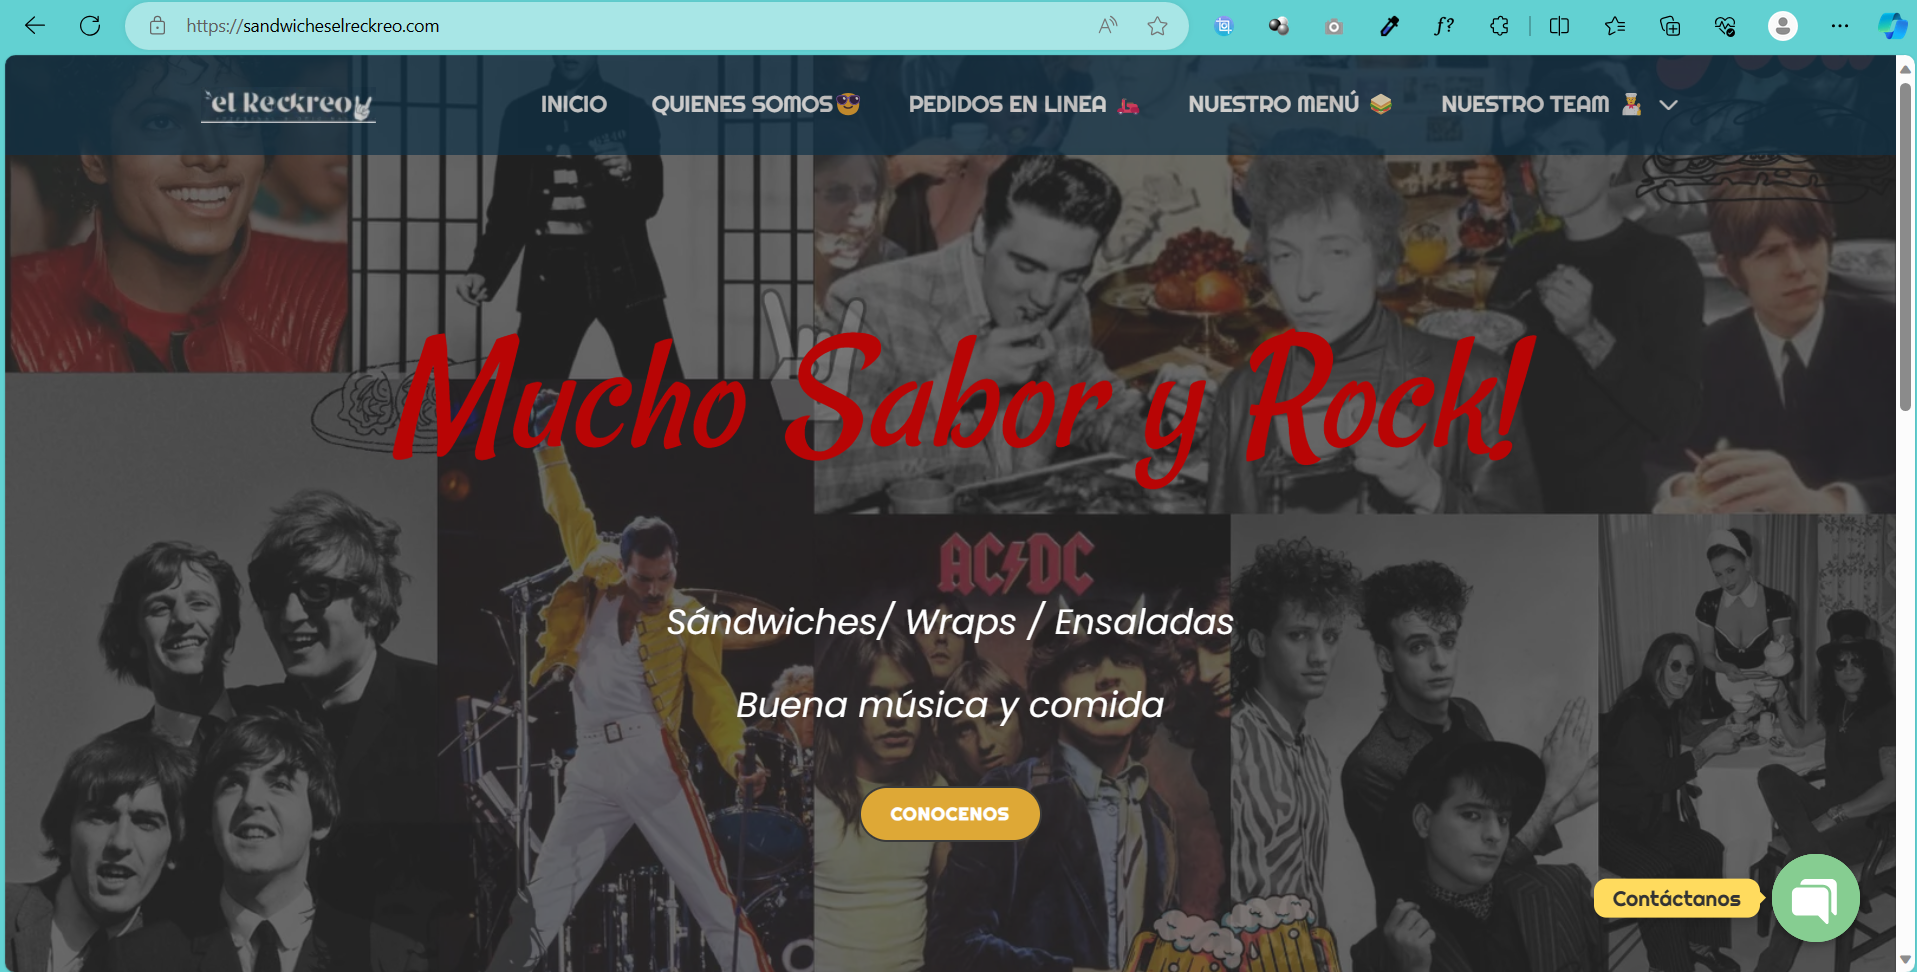 https://sandwicheselreckreo.com
el Reckreo
INICIO
QUIENES SOMOS
PEDIDOS EN LINEA
NUESTRO MENÚ
NUESTRO TEAM
Mucho Sabor y Rock!
AC/DC
Sándwiches/ Wraps / Ensaladas
Buena música y comida
CONOCENOS
Contáctanos